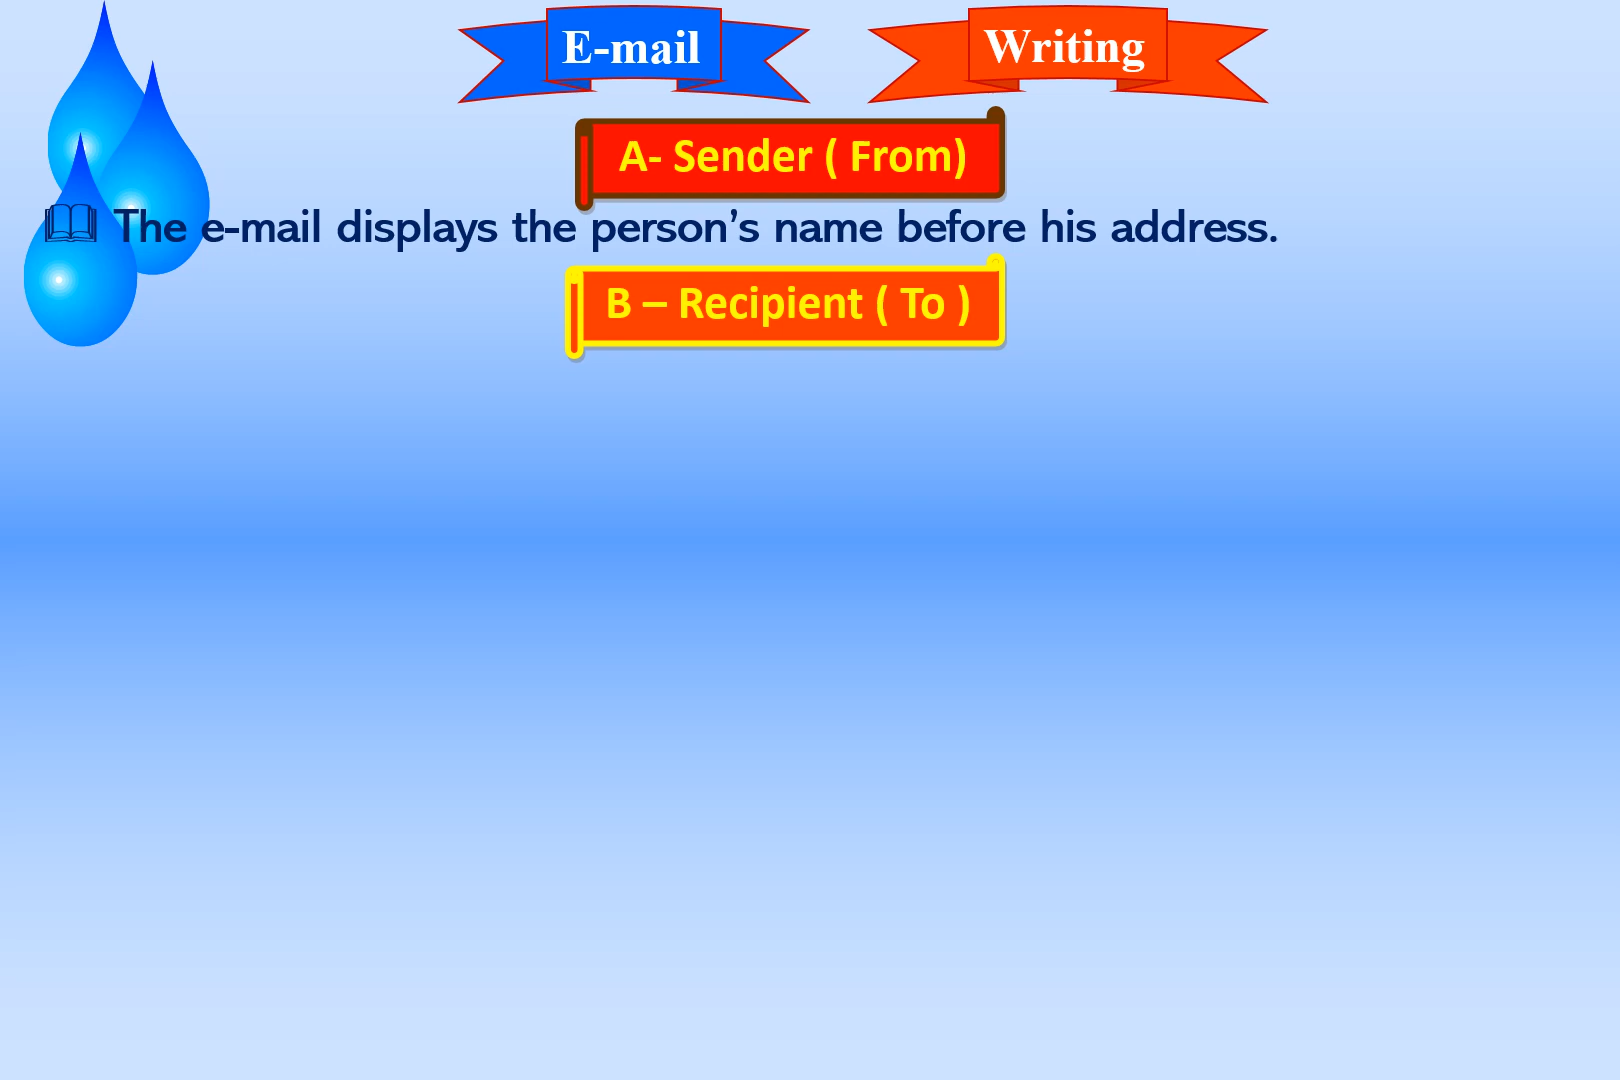 E-mail Writing
A- Sender ( From)
🕮 The e-mail displays the person’s name before his address.
B – Recipient ( To )